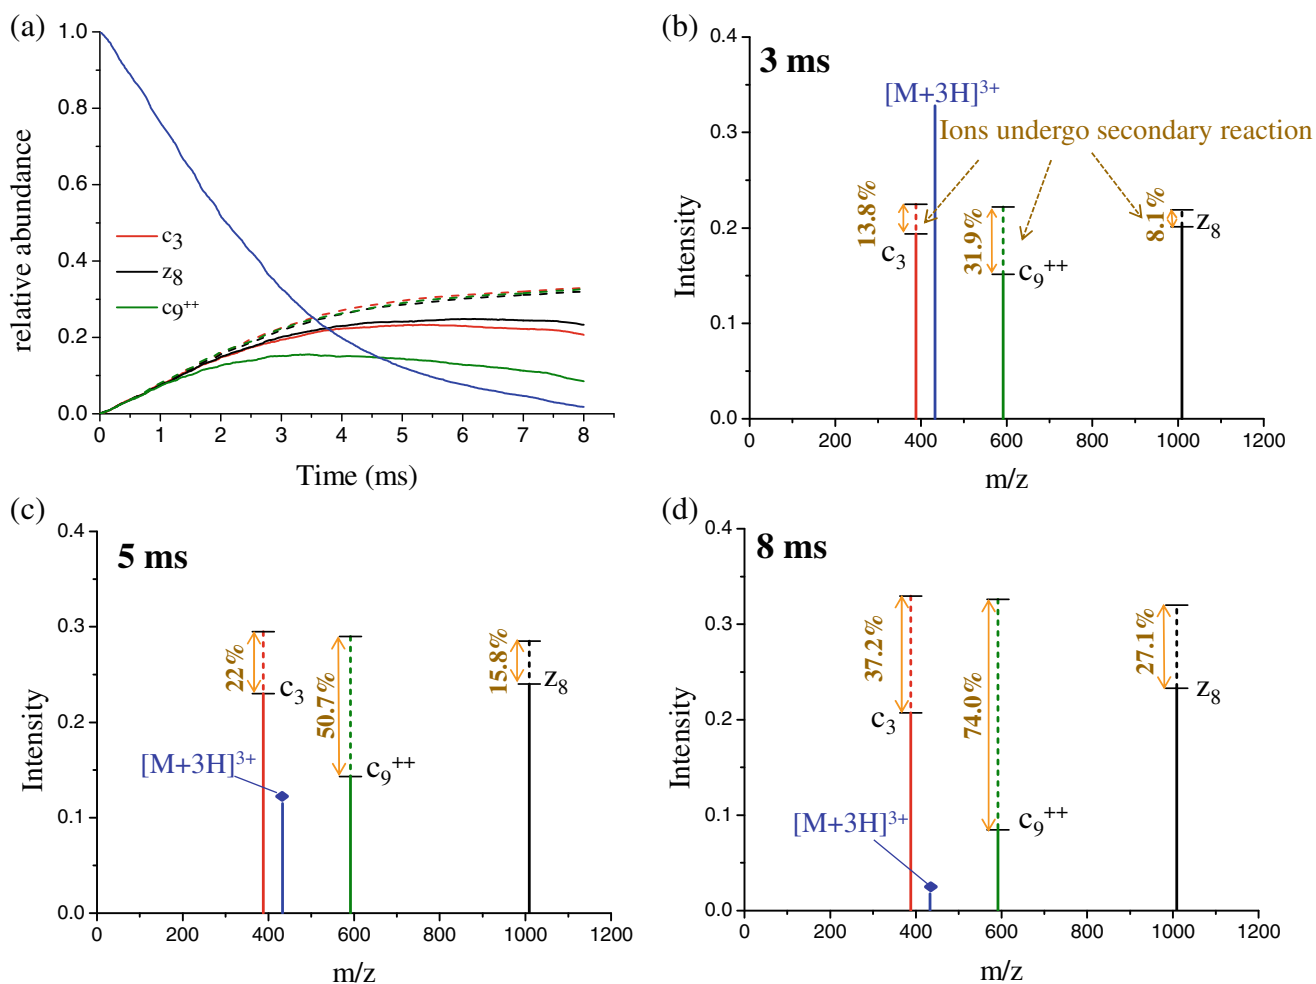 (a)
1.0
0.8
0.6
0.4
0.2
0.0
relative abundance
c3
z8
c9++
0 1 2 3 4 5 6 7 8
Time (ms)
(b)
3 ms
0.4
0.3
0.2
0.1
0.0
Intensity
[M+3H]3+
Ions undergo secondary reaction
13.8%
31.9%
8.1%
c3
c9++
z8
0 200 400 600 800 1000 1200
m/z
(c)
5 ms
0.4
0.3
0.2
0.1
0.0
Intensity
22%
50.7%
15.8%
c3
z8
[M+3H]3+
c9++
0 200 400 600 800 1000 1200
m/z
(d)
8 ms
0.4
0.3
0.2
0.1
0.0
Intensity
37.2%
74.0%
27.1%
c3
z8
[M+3H]3+
c9++
0 200 400 600 800 1000 1200
m/z